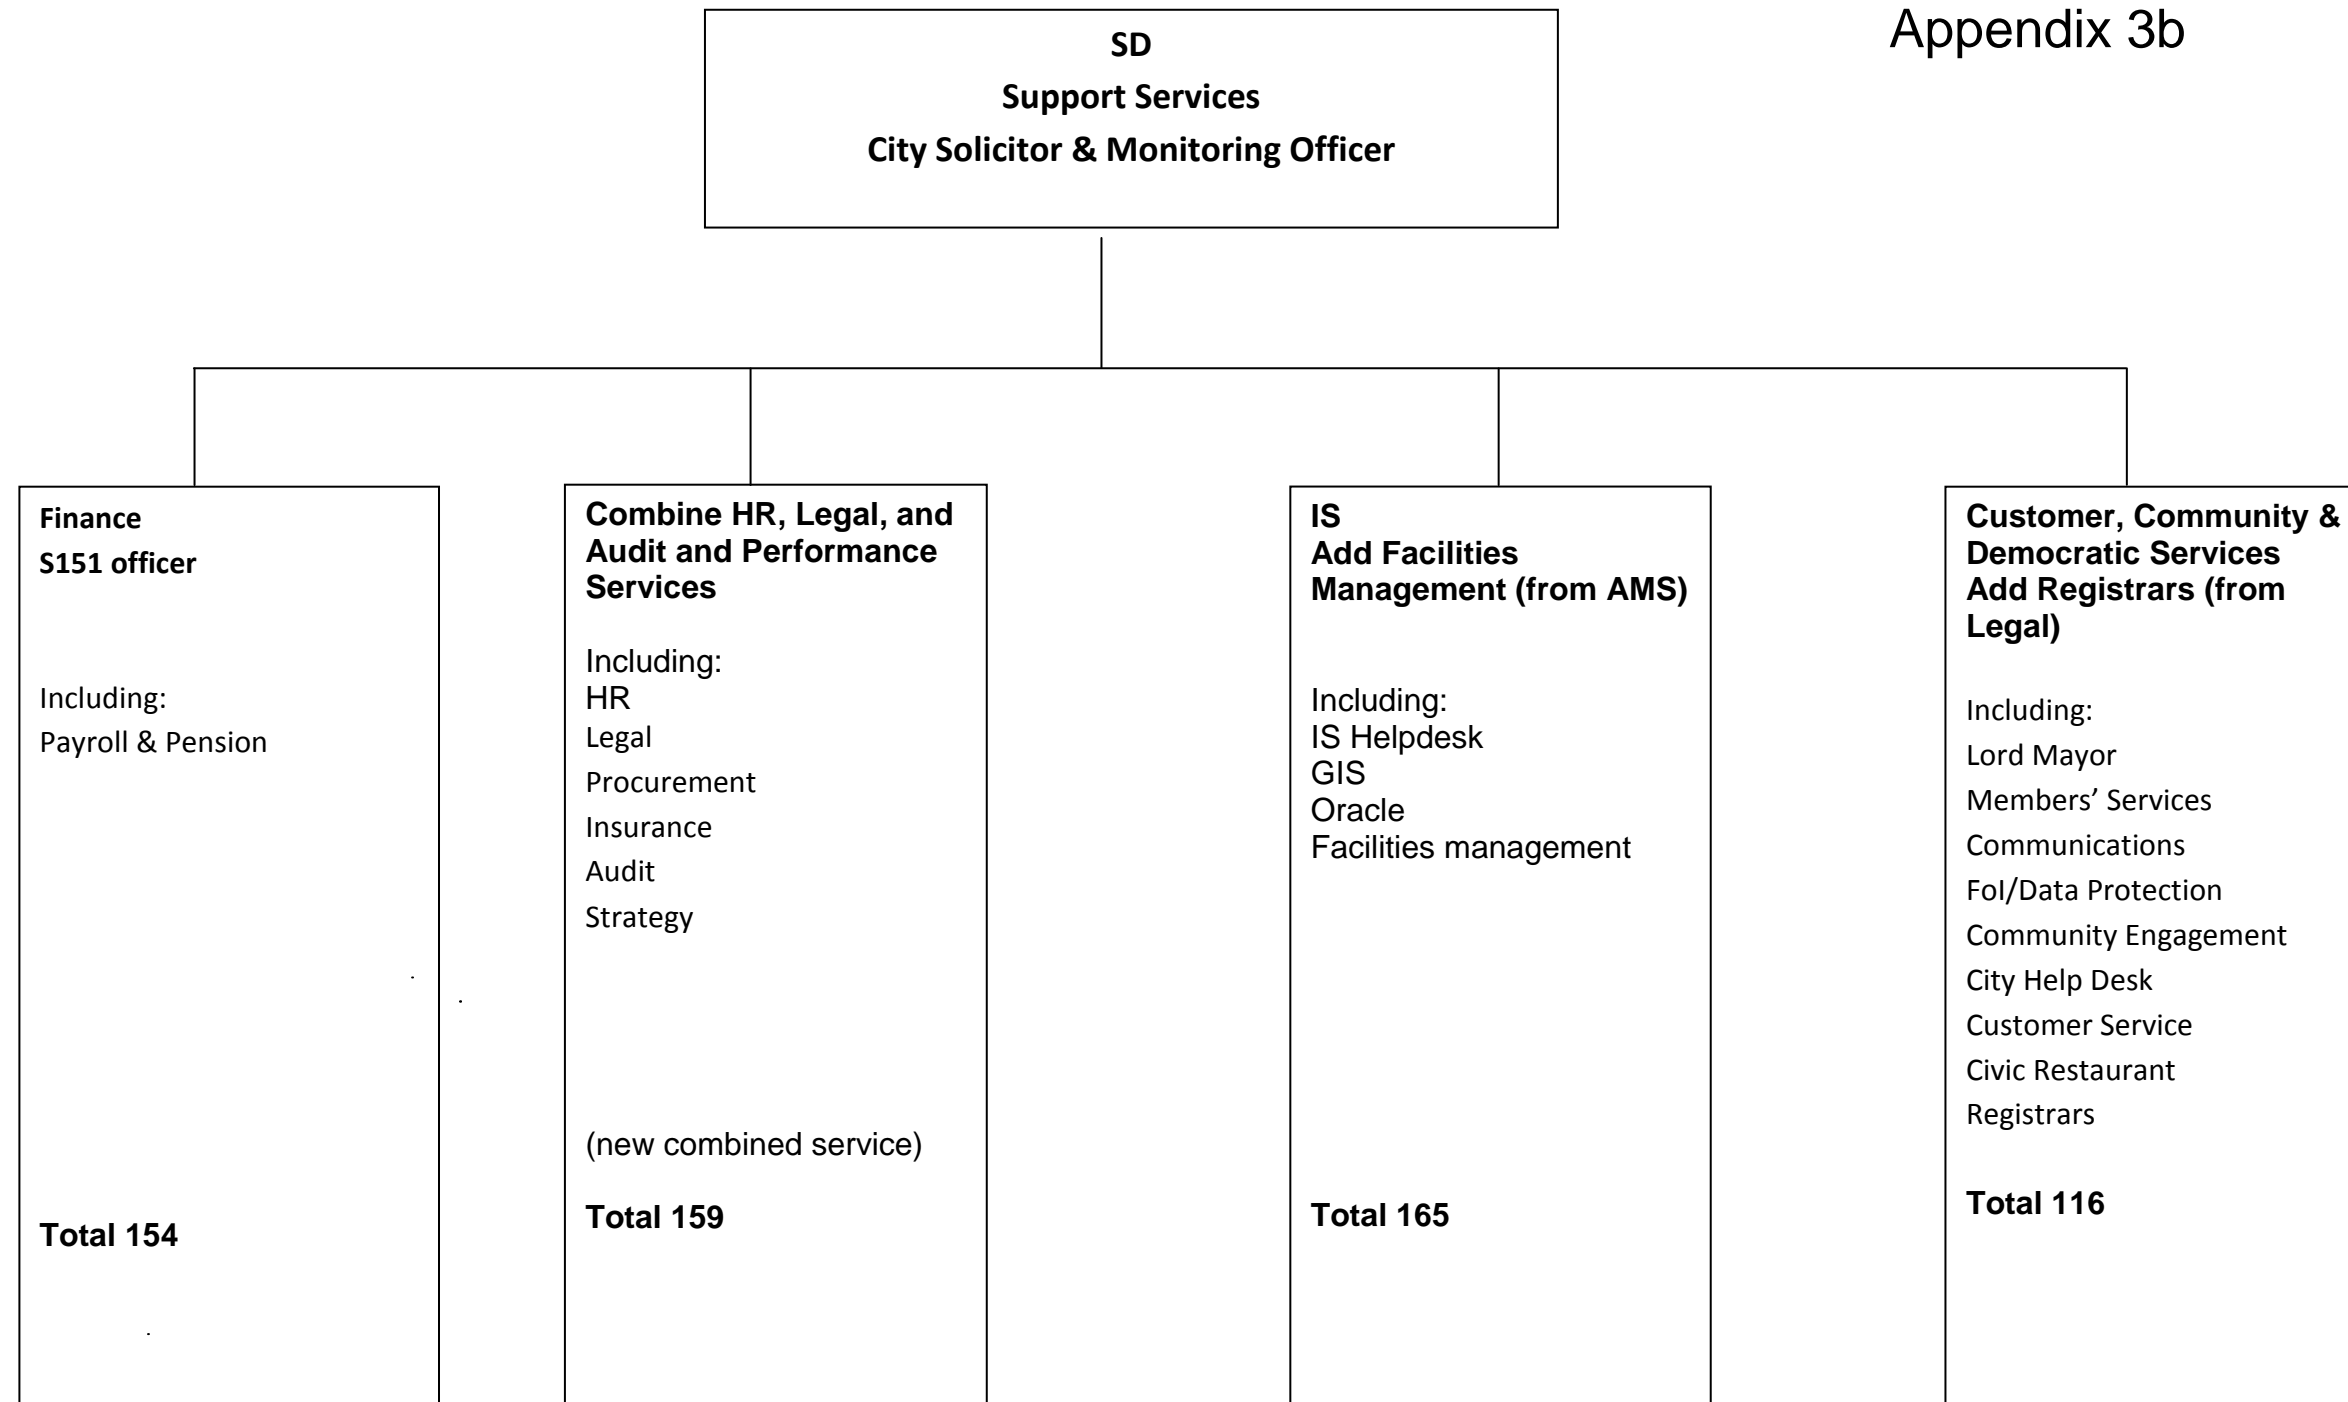 Appendix 3b
SD
Support Services
City Solicitor & Monitoring Officer
Finance
S151 officer
Including:
Payroll & Pension
Total 154
Combine HR, Legal, and
Audit and Performance
Services
Including:
HR
Legal
Procurement
Insurance
Audit
Strategy
(new combined service)
Total 159
IS
Add Facilities
Management (from AMS)
Including:
IS Helpdesk
GIS
Oracle
Facilities management
Total 165
Customer, Community &
Democratic Services
Add Registrars (from
Legal)
Including:
Lord Mayor
Members’ Services
Communications
FoI/Data Protection
Community Engagement
City Help Desk
Customer Service
Civic Restaurant
Registrars
Total 116